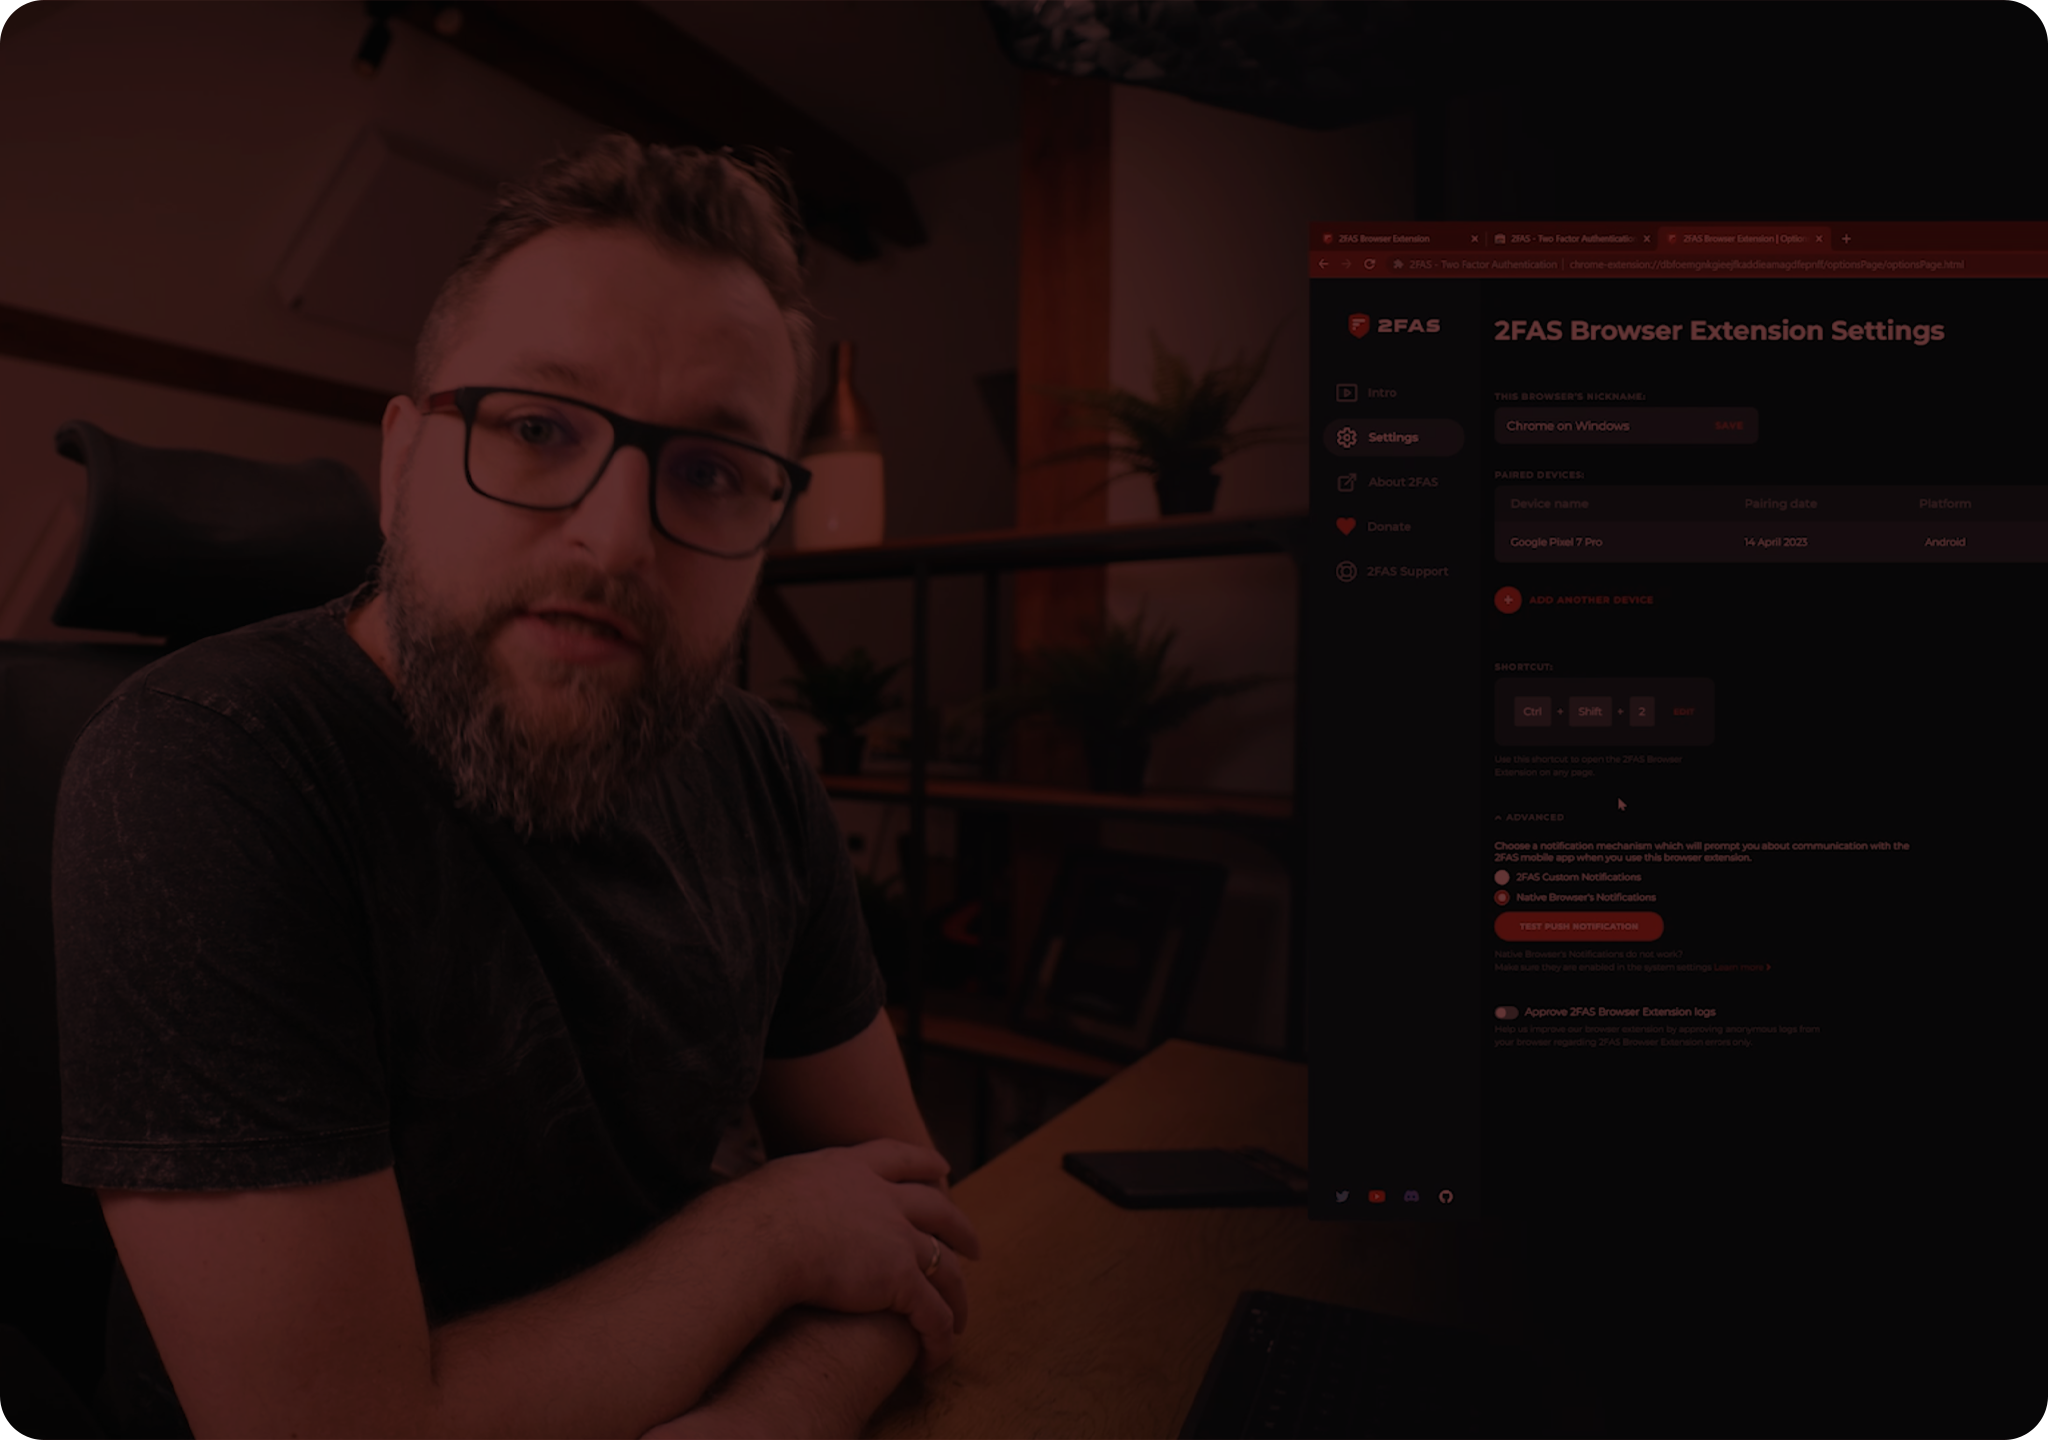 2FAS Browser Extension
2FAS - Two Factor Authenticatio
2FAS Browser Extension | Option
2FAS - Two Factor Authentication | chrome-extension://dbfoemgnkgieejfkaddieamagdfepnff/optionsPage/optionsPage.html
2FAS
Intro
Settings
About 2FAS
Donate
2FAS Support
2FAS Browser Extension Settings
THIS BROWSER'S NICKNAME:
Chrome on Windows SAVE
PAIRED DEVICES:
Device name Pairing date Platform
Google Pixel 7 Pro 14 April 2023 Android
+ ADD ANOTHER DEVICE
SHORTCUT:
Ctrl + Shift + 2 EDIT
Use this shortcut to open the 2FAS Browser
Extension on any page.
ADVANCED
Choose a notification mechanism which will prompt you about communication with the
2FAS mobile app when you use this browser extension.
2FAS Custom Notifications
Native Browser's Notifications
TEST PUSH NOTIFICATION
Native Browser's Notifications do not work?
Make sure they are enabled in the system settings Learn more
Approve 2FAS Browser Extension logs
Help us improve our browser extension by approving anonymous logs from
your browser regarding 2FAS Browser Extension errors only.